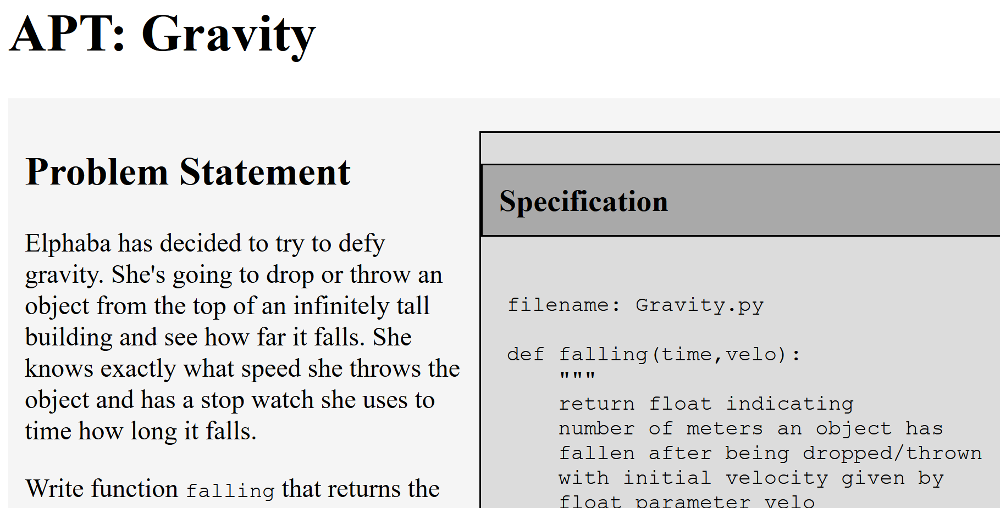 APT: Gravity
Problem Statement
Elphaba has decided to try to defy
gravity. She's going to drop or throw an
object from the top of an infinitely tall
building and see how far it falls. She
knows exactly what speed she throws the
object and has a stop watch she uses to
time how long it falls.
Write function falling that returns the
Specification
filename: Gravity.py
def falling(time,velo):
"""
return float indicating
number of meters an object has
fallen after being dropped/thrown
with initial velocity given by
float parameter velo